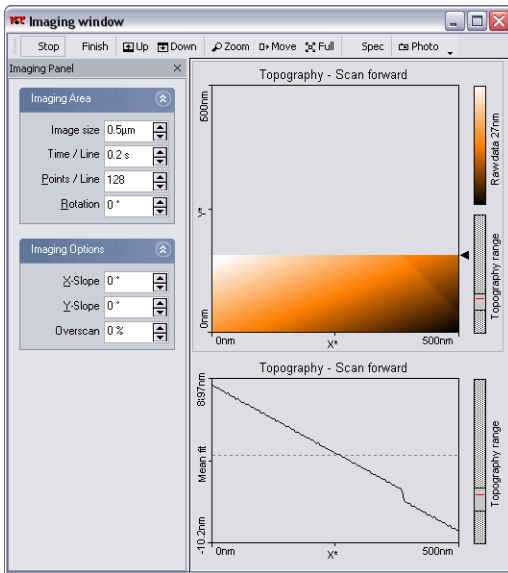 Imaging window
Stop Finish Up Down Zoom Move Full Spec Photo
Imaging Panel
Imaging Area
Image size 0.5µm
Time / Line 0.2 s
Points / Line 128
Rotation 0°
Imaging Options
X-Slope 0°
Y-Slope 0°
Overscan 0 %
Topography - Scan forward
600nm
Y*
0nm
0nm X* 500nm
Rawdata 27nm
Topography range
Topography - Scan forward
8.97nm
Mean fit
-10.2nm
0nm X* 500nm
Topography range